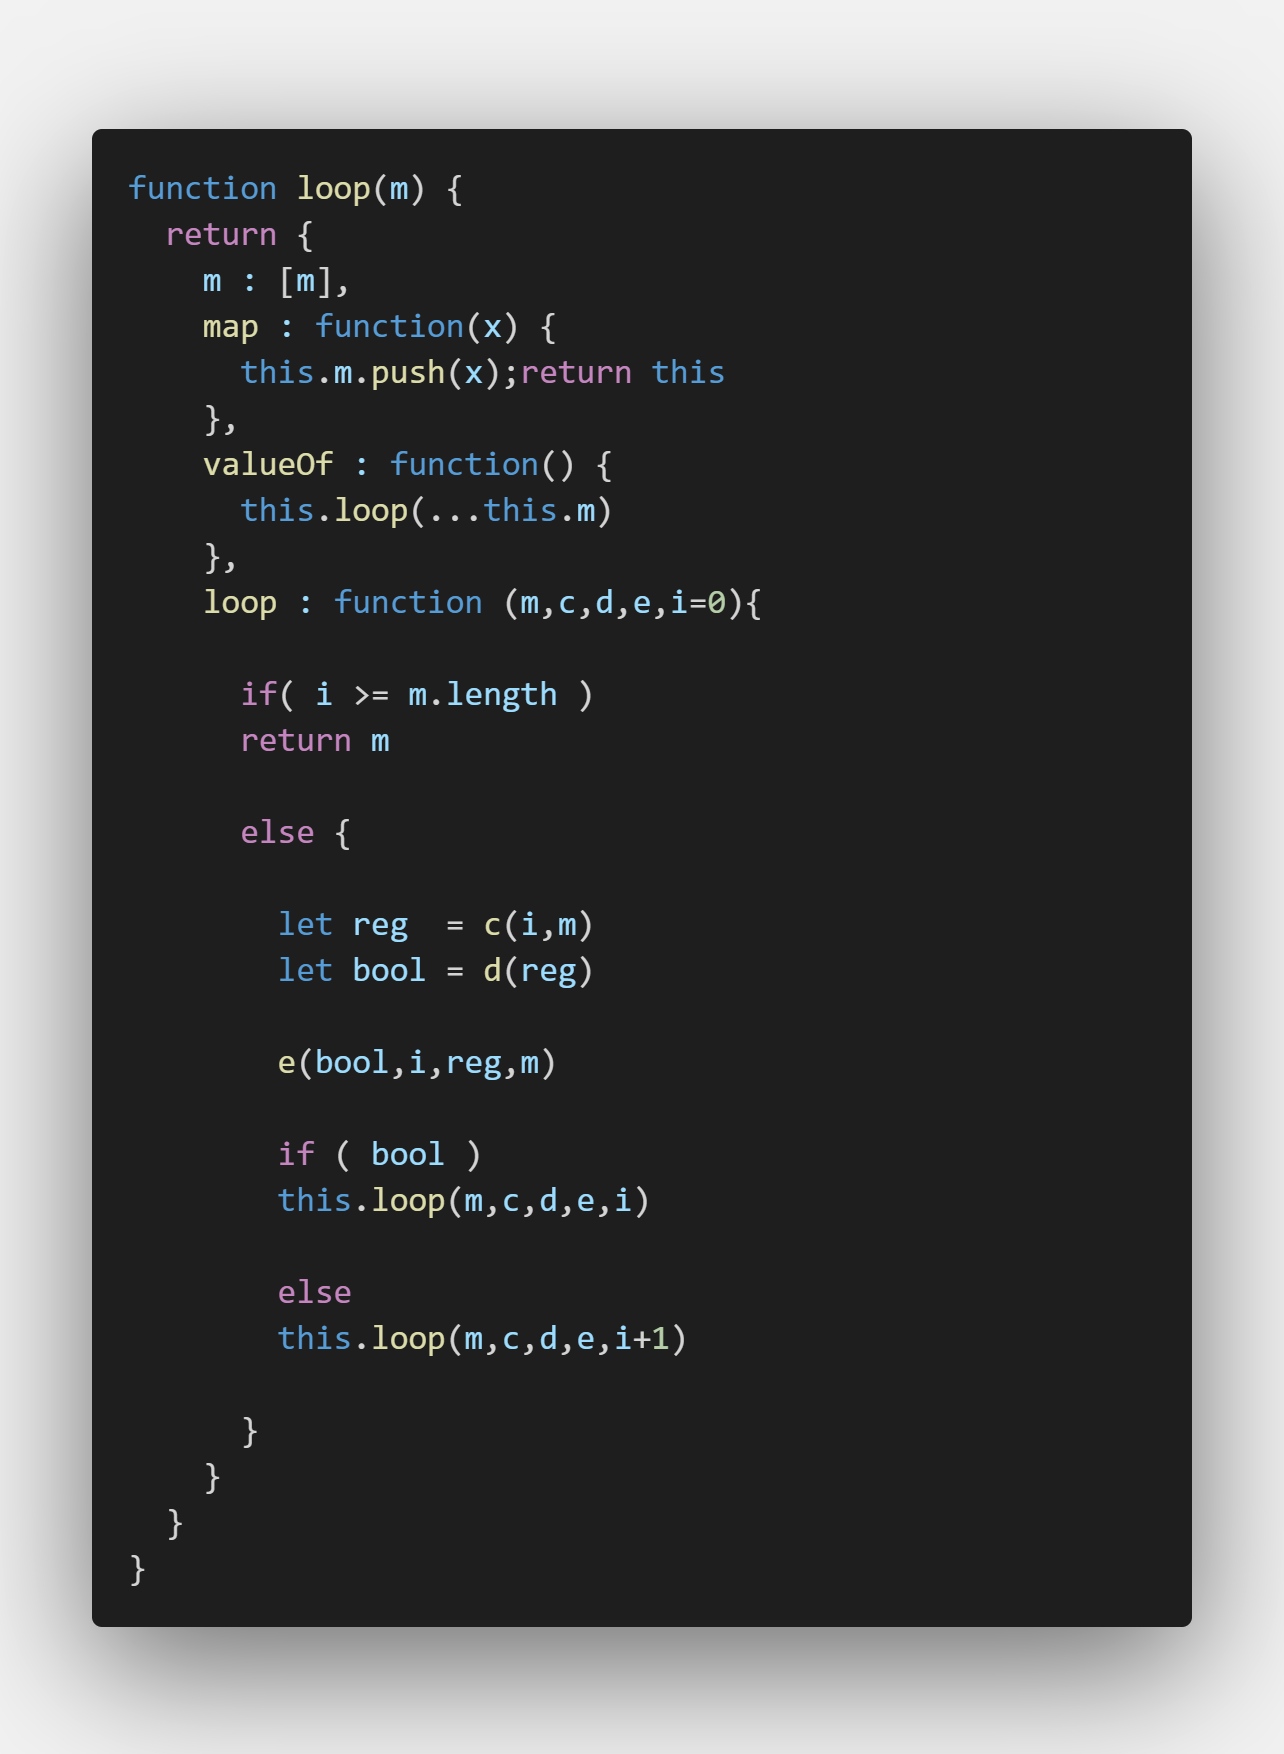 function loop(m) {
  return {
    m : [m],
    map : function(x) {
      this.m.push(x);return this
    },
    valueOf : function() {
      this.loop(...this.m)
    },
    loop : function (m,c,d,e,i=0){

      if( i >= m.length )
      return m

      else {

        let reg  = c(i,m)
        let bool = d(reg)

        e(bool,i,reg,m)

        if ( bool )
        this.loop(m,c,d,e,i)

        else
        this.loop(m,c,d,e,i+1)

      }
    }
  }
}